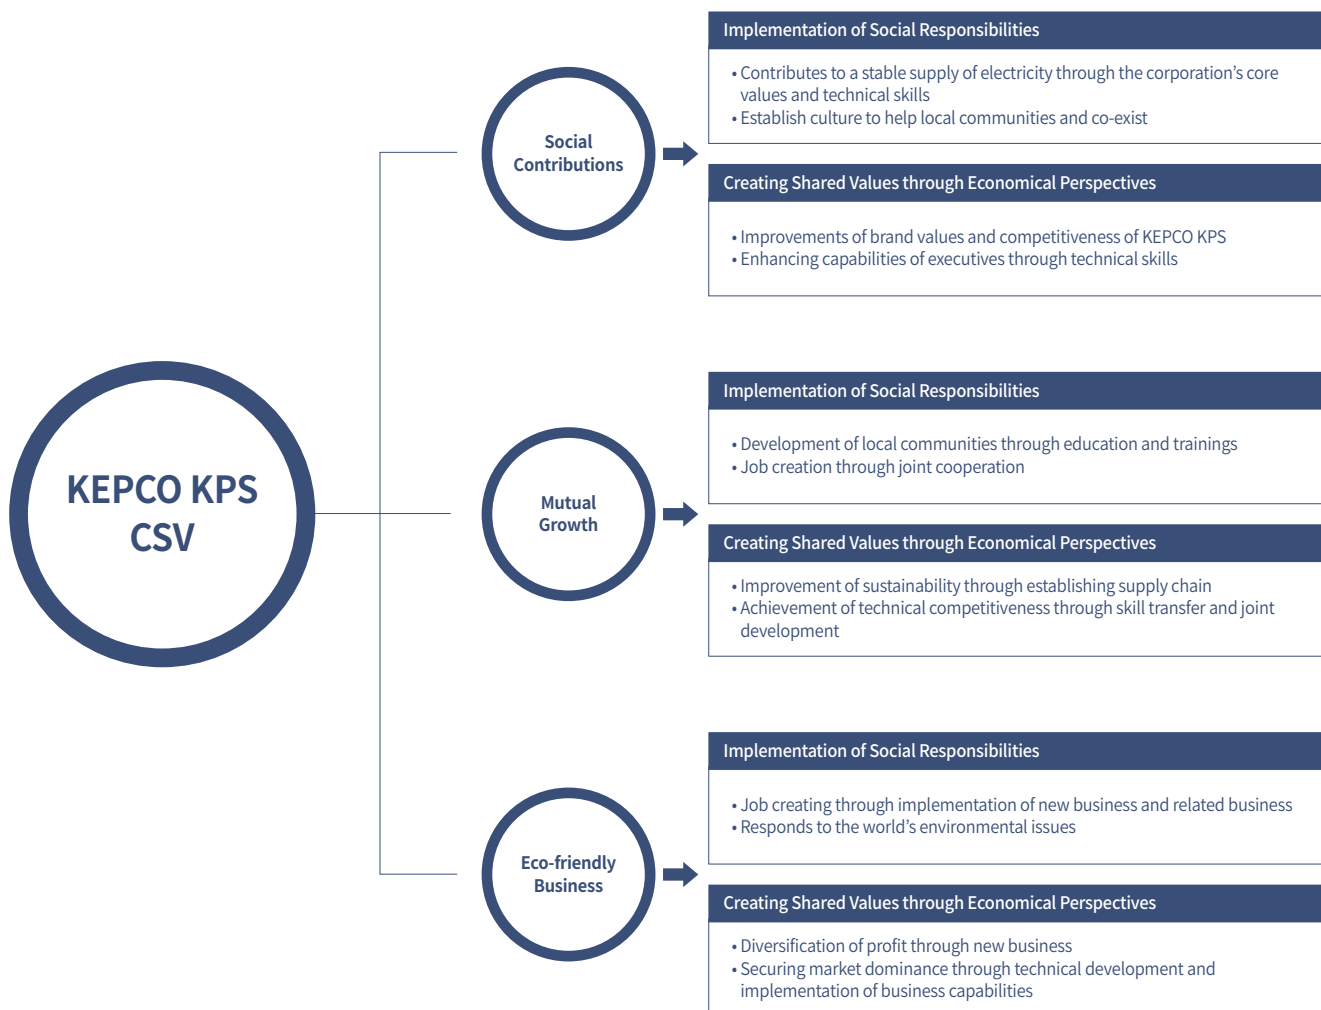 KEPCO KPS
CSV
Social
Contributions
Implementation of Social Responsibilities
• Contributes to a stable supply of electricity through the corporation’s core
values and technical skills
• Establish culture to help local communities and co-exist
Creating Shared Values through Economical Perspectives
• Improvements of brand values and competitiveness of KEPCO KPS
• Enhancing capabilities of executives through technical skills
Mutual
Growth
Implementation of Social Responsibilities
• Development of local communities through education and trainings
• Job creation through joint cooperation
Creating Shared Values through Economical Perspectives
• Improvement of sustainability through establishing supply chain
• Achievement of technical competitiveness through skill transfer and joint
development
Eco-friendly
Business
Implementation of Social Responsibilities
• Job creating through implementation of new business and related business
• Responds to the world’s environmental issues
Creating Shared Values through Economical Perspectives
• Diversification of profit through new business
• Securing market dominance through technical development and
implementation of business capabilities